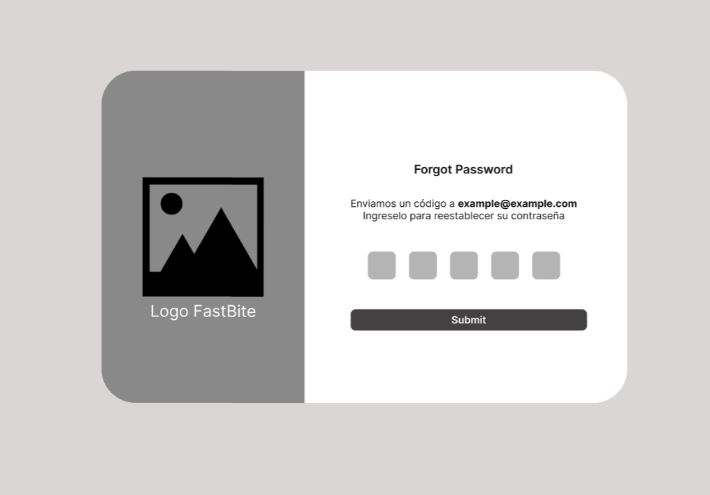 Forgot Password
Enviamos un código a example@example.com
Ingreselo para reestablecer su contraseña
Submit
Logo FastBite